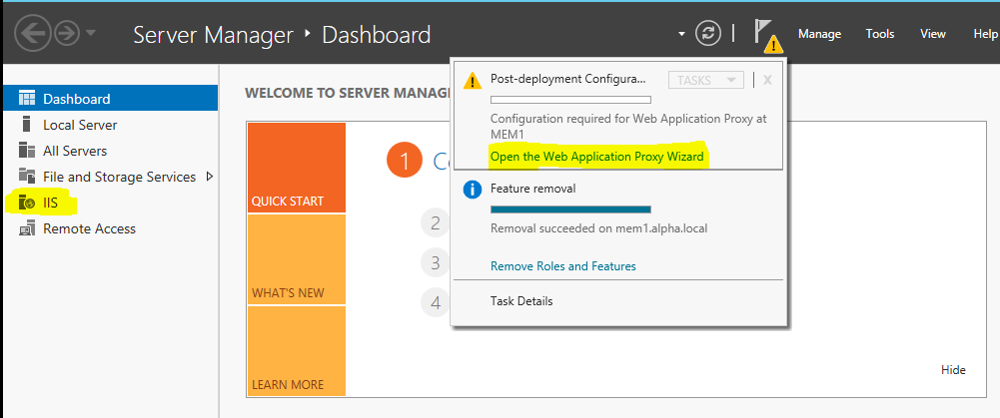 Server Manager ‣ Dashboard
Manage
Tools
View
Help
Dashboard
Local Server
All Servers
File and Storage Services
IIS
Remote Access
WELCOME TO SERVER MANAG
QUICK START
WHAT'S NEW
LEARN MORE
1 Co
2
3
4
Hide
Post-deployment Configura...
TASKS
X
Configuration required for Web Application Proxy at
MEM1
Open the Web Application Proxy Wizard
Feature removal
Removal succeeded on mem1.alpha.local
Remove Roles and Features
Task Details